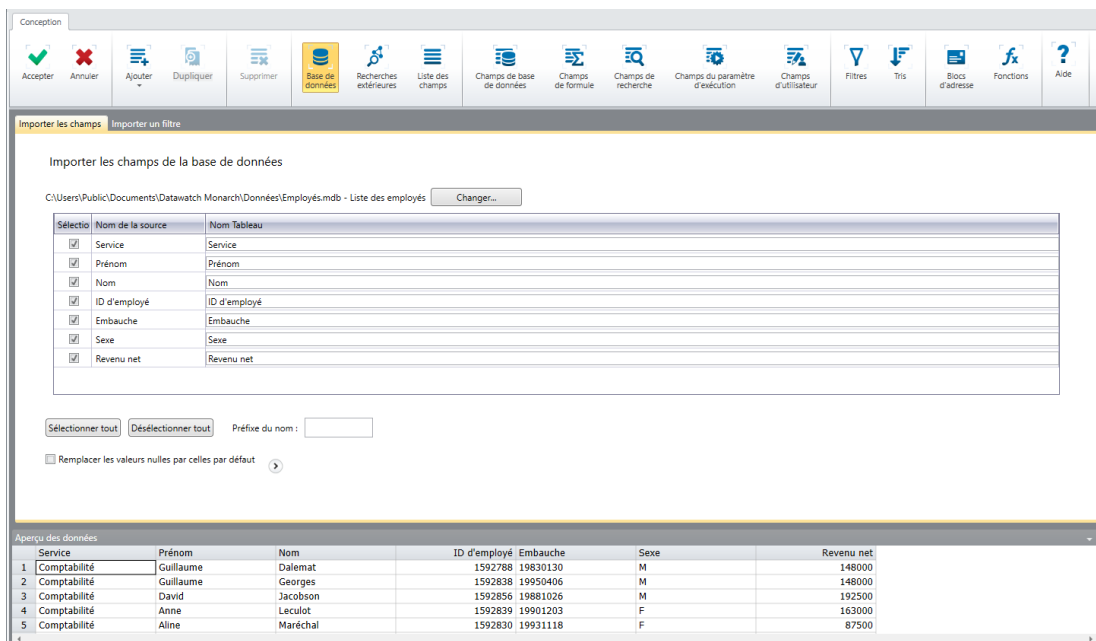 Conception
Accepter Annuler Ajouter Dupliquer Supprimer Base de données Recherches extérieures Liste des champs Champs de base de données Champs de formule Champs de recherche Champs du paramètre d'exécution Champs d'utilisateur Filtres Tris Blocs d'adresse Fonctions Aide
Importer les champs Importer un filtre
Importer les champs de la base de données
C:\Users\Public\Documents\Datawatch Monarch\Données\Employés.mdb - Liste des employés Changer...
Sélectio Nom de la source Nom Tableau
Service Service
Prénom Prénom
Nom Nom
ID d'employé ID d'employé
Embauche Embauche
Sexe Sexe
Revenu net Revenu net
Sélectionner tout Désélectionner tout Préfixe du nom :
Remplacer les valeurs nulles par celles par défaut
Aperçu des données
Service Prénom Nom ID d'employé Embauche Sexe Revenu net
1 Comptabilité Guillaume Dalemat 1592788 19830130 M 148000
2 Comptabilité Guillaume Georges 1592838 19950406 M 148000
3 Comptabilité David Jacobson 1592856 19881026 M 192500
4 Comptabilité Anne Leculot 1592839 19901203 F 163000
5 Comptabilité Aline Maréchal 1592830 19931118 F 87500